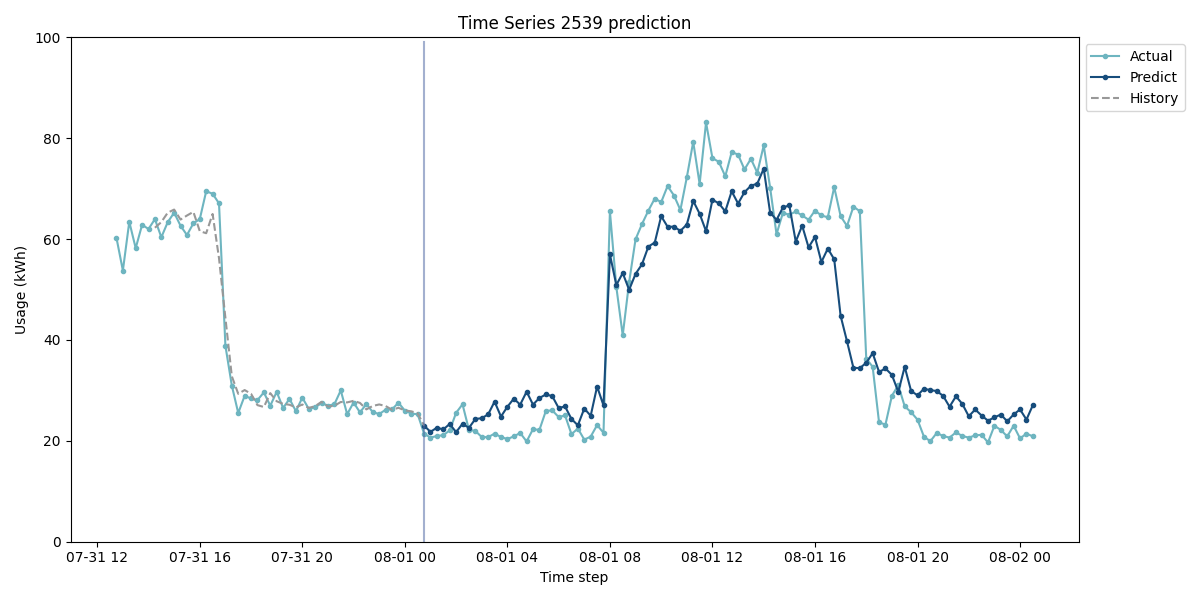 Time Series 2539 prediction
100
80
60
40
20
0
Usage (kWh)
07-31 12
07-31 16
07-31 20
08-01 00
08-01 04
08-01 08
08-01 12
08-01 16
08-01 20
08-02 00
Time step
Actual
Predict
History